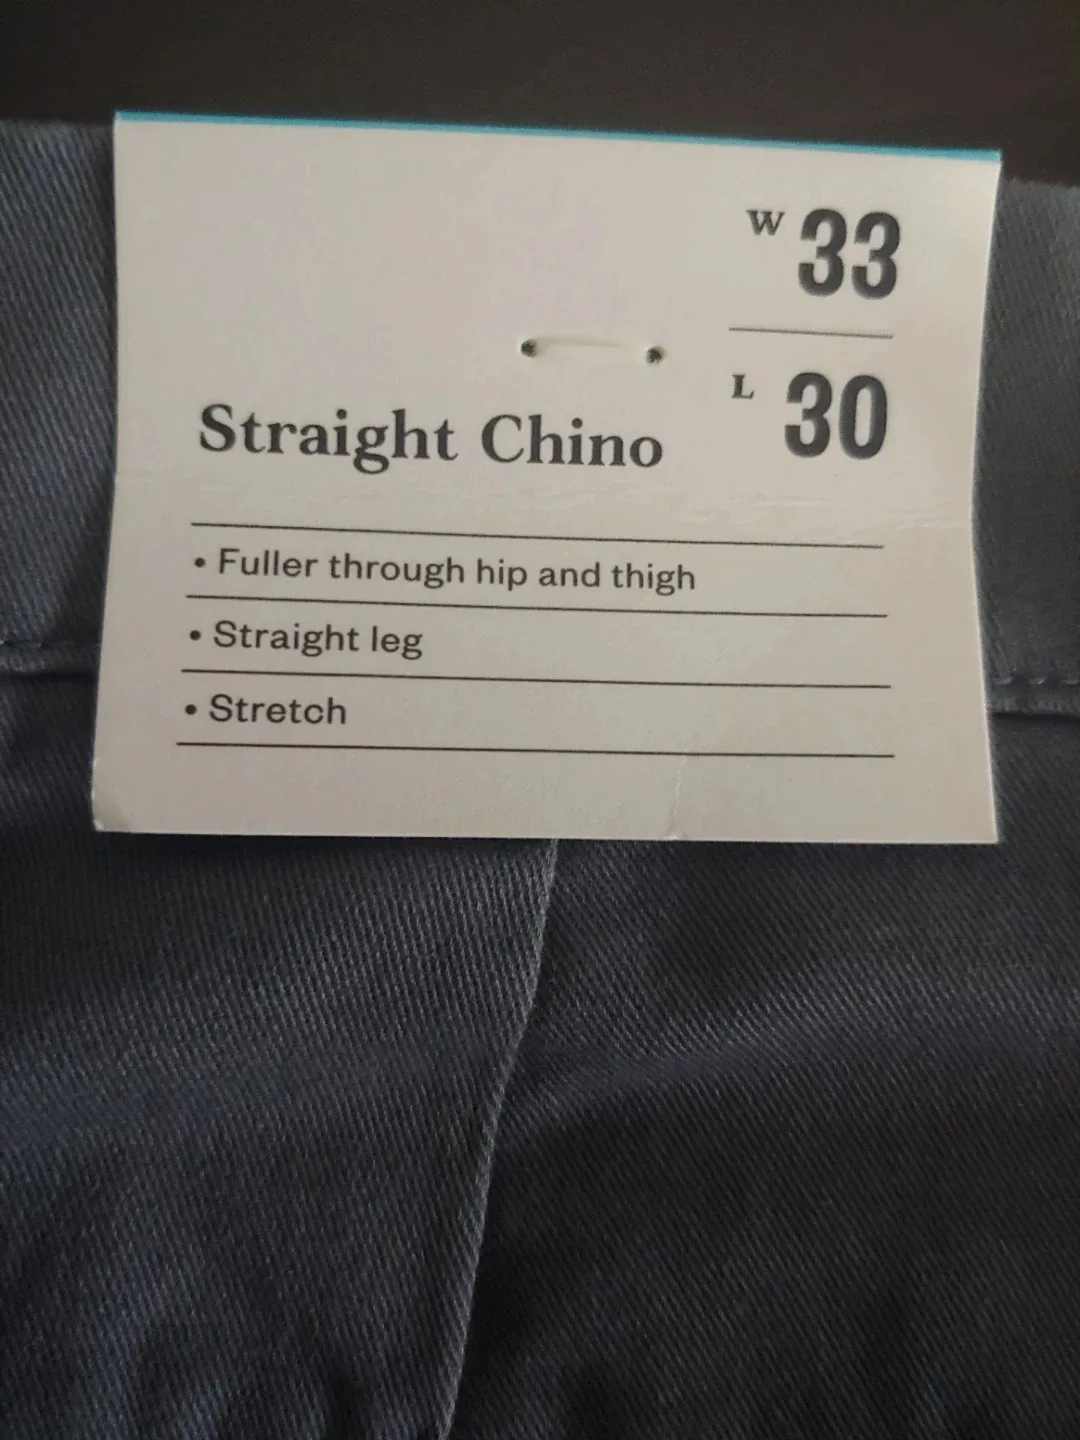 W 33
L 30
Straight Chino
• Fuller through hip and thigh
• Straight leg
• Stretch